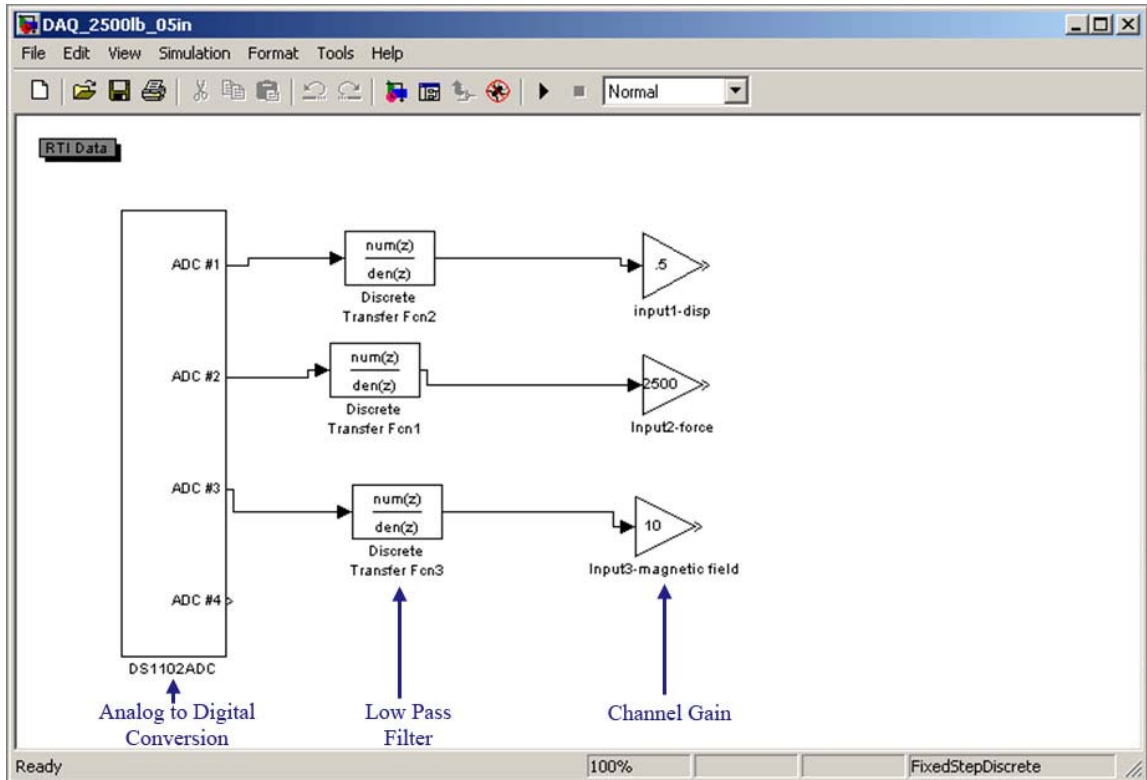 DAQ_2500lb_05in
File Edit View Simulation Format Tools Help
Normal
RTI Data
ADC #1
num(z)
den(z)
Discrete
Transfer Fcn2
.5
input1-disp
ADC #2
num(z)
den(z)
Discrete
Transfer Fcn1
2500
Input2-force
ADC #3
num(z)
den(z)
Discrete
Transfer Fcn3
10
Input3-magnetic field
ADC #4
DS1102ADC
Analog to Digital
Conversion
Low Pass
Filter
Channel Gain
Ready 100% FixedStepDiscrete